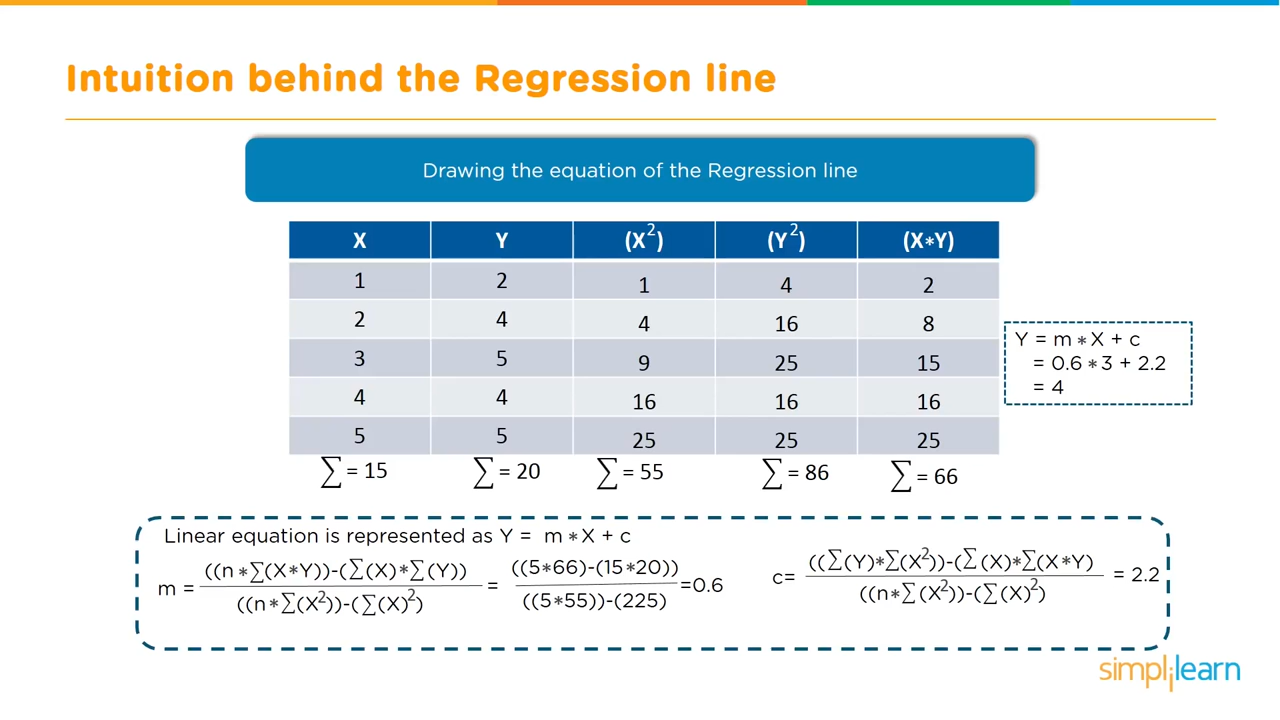 Intuition behind the Regression line
Drawing the equation of the Regression line
X Y (X²) (Y²) (X*Y)
1 2 1 4 2
2 4 4 16 8
3 5 9 25 15
4 4 16 16 16
5 5 25 25 25
∑ = 15 ∑ = 20 ∑ = 55 ∑ = 86 ∑ = 66
Y = m * X + c
= 0.6 * 3 + 2.2
= 4
Linear equation is represented as Y = m * X + c
m = ((n*∑(X*Y))-(∑(X)*∑(Y)) / ((n*∑(X²))-(∑(X)²) = ((5*66)-(15*20)) / ((5*55))-(225) =0.6
c= ((∑(Y)*∑(X²))-(∑(X)*∑(X*Y)) / ((n*∑(X²))-(∑(X)²) = 2.2
simplilearn